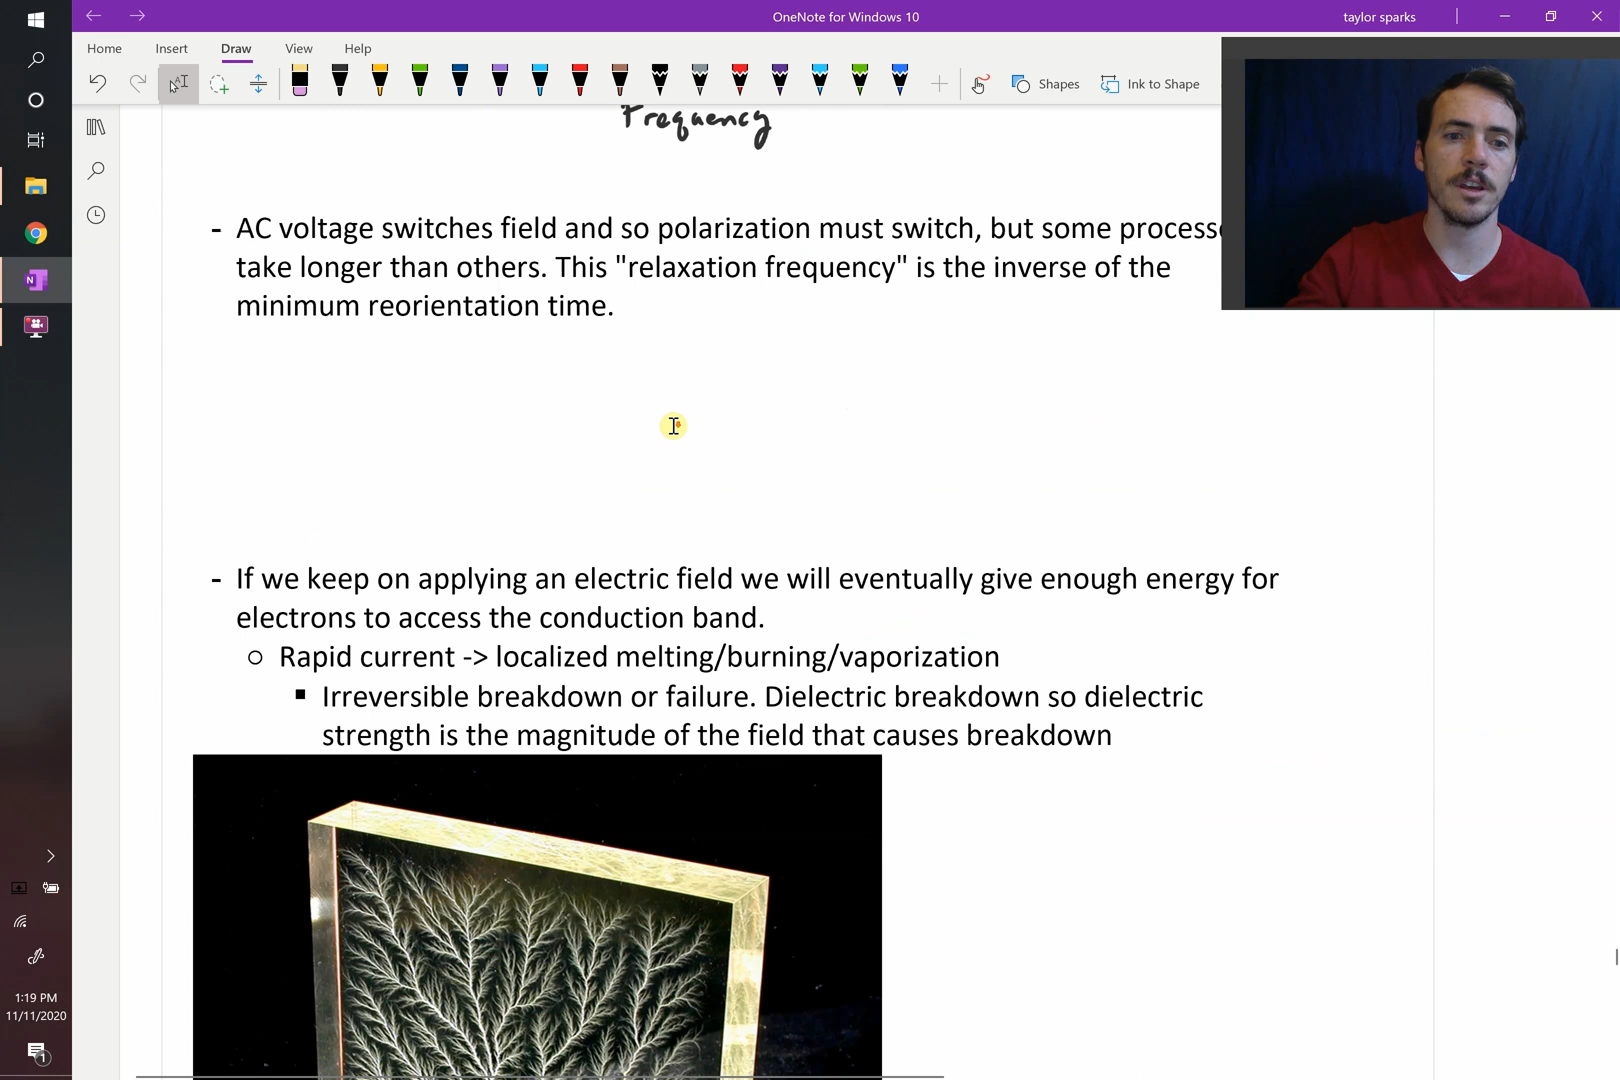 OneNote for Windows 10
taylor sparks
Home Insert Draw View Help
Shapes
Ink to Shape
Frequency
- AC voltage switches field and so polarization must switch, but some
take longer than others. This "relaxation frequency" is the inverse of the
minimum reorientation time.
- If we keep on applying an electric field we will eventually give enough energy for
electrons to access the conduction band.
Rapid current -> localized melting/burning/vaporization
Irreversible breakdown or failure. Dielectric breakdown so dielectric
strength is the magnitude of the field that causes breakdown
1:19 PM
11/11/2020
1